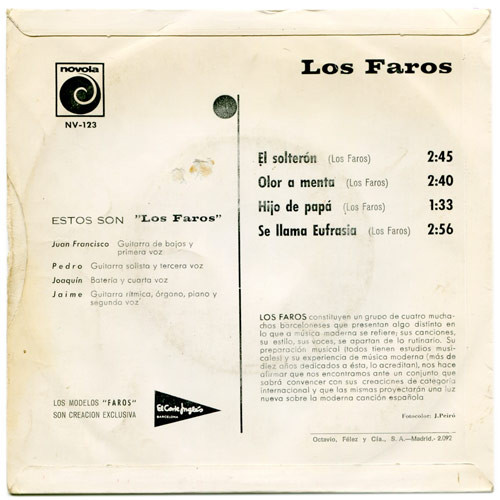 novola
NV-123
Los Faros
El solterón (Los Faros) 2:45
Olor a menta (Los Faros) 2:40
Hijo de papá (Los Faros) 1:33
Se llama Eufrasia (Los Faros) 2:56
ESTOS SON "Los Faros"
Juan Francisco Guitarra de bajos y
primera voz
Pedro Guitarra solista y tercera voz
Joaquín Batería y cuarta voz
Jaime Guitarra rítmica, órgano, piano y
segunda voz
LOS MODELOS "FAROS"
SON CREACION EXCLUSIVA
El Corte Inglés
BARCELONA
LOS FAROS constituyen un grupo de cuatro mucha-
chos barceloneses que presentan algo distinto en
lo que a música moderna se refiere; sus canciones,
su estilo, sus voces, se apartan de lo rutinario. Su
preparación musical (todos tienen estudios musi-
cales) y su experiencia de música moderna (más de
diez años dedicados a ésta, lo acreditan), nos hace
afirmar que nos encontramos ante un conjunto que
sabrá convencer con sus creaciones de categoría
internacional y que las mismas proyectarán una luz
nueva sobre la moderna canción española.
Fotocolor: J. Peiró
Octavio, Félez y Cía., B. A.—Madrid.- 2.092